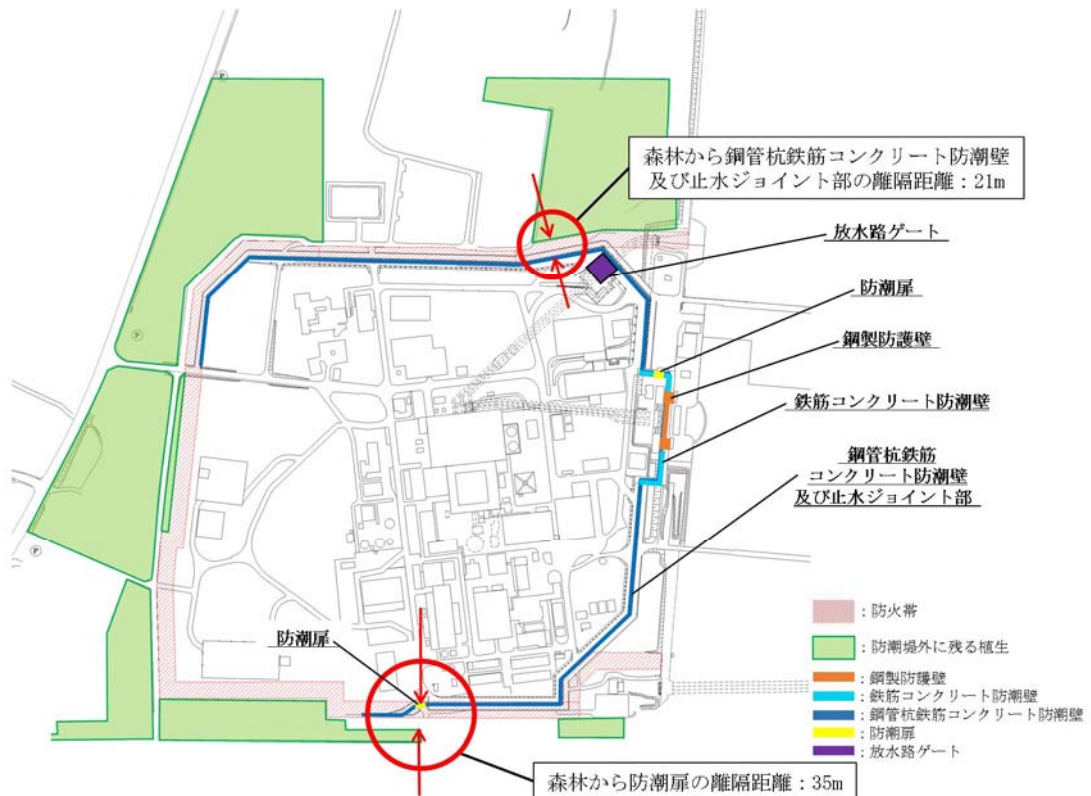 Ⓟ
森林から鋼管杭鉄筋コンクリート防潮壁
及び止水ジョイント部の離隔距離:21m
放水路ゲート
防潮扉
鋼製防護壁
鉄筋コンクリート防潮壁
鋼管杭鉄筋
コンクリート防潮壁
及び止水ジョイント部
Ⓟ
Ⓟ
防潮扉
:防火帯
:防潮堤外に残る植生
:鋼製防護壁
:鉄筋コンクリート防潮壁
:鋼管杭鉄筋コンクリート防潮壁
:防潮扉
:放水路ゲート
森林から防潮扉の離隔距離:35m